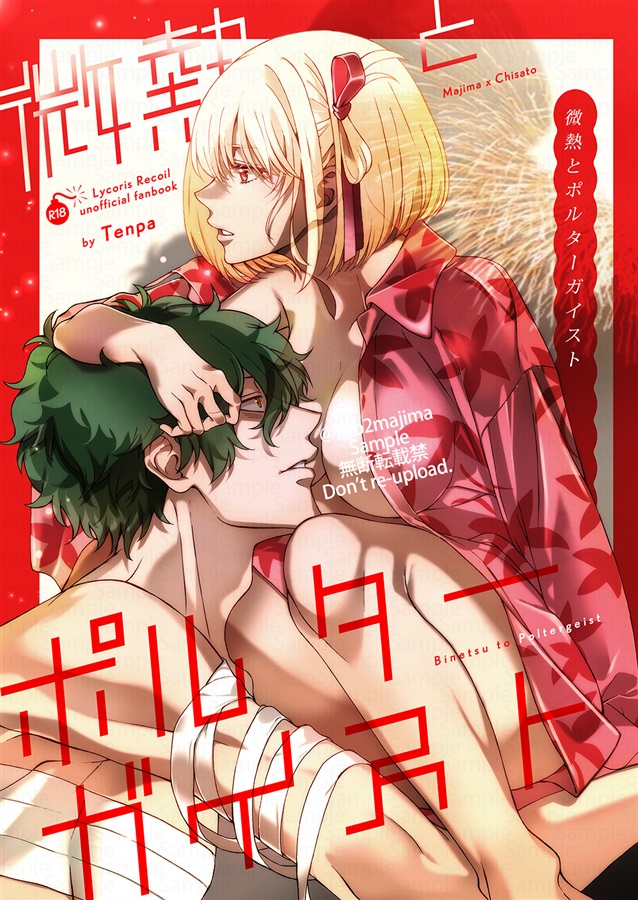 微熱と
Majima x Chisato
微熱とポルターガイスト
Lycoris Recoil
unofficial fanbook
R18
by Tenpa
Sample
無断転載禁
Don't re-upload.
ポルター
Binetsu to Poltergeist
ガイスト